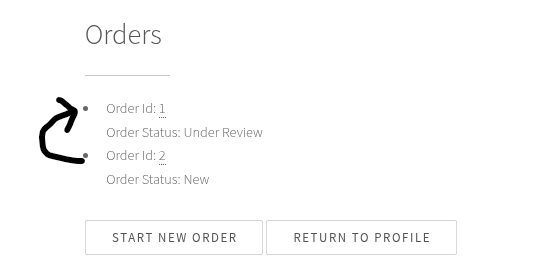 Orders
Order Id: 1
Order Status: Under Review
Order Id: 2
Order Status: New
START NEW ORDER
RETURN TO PROFILE